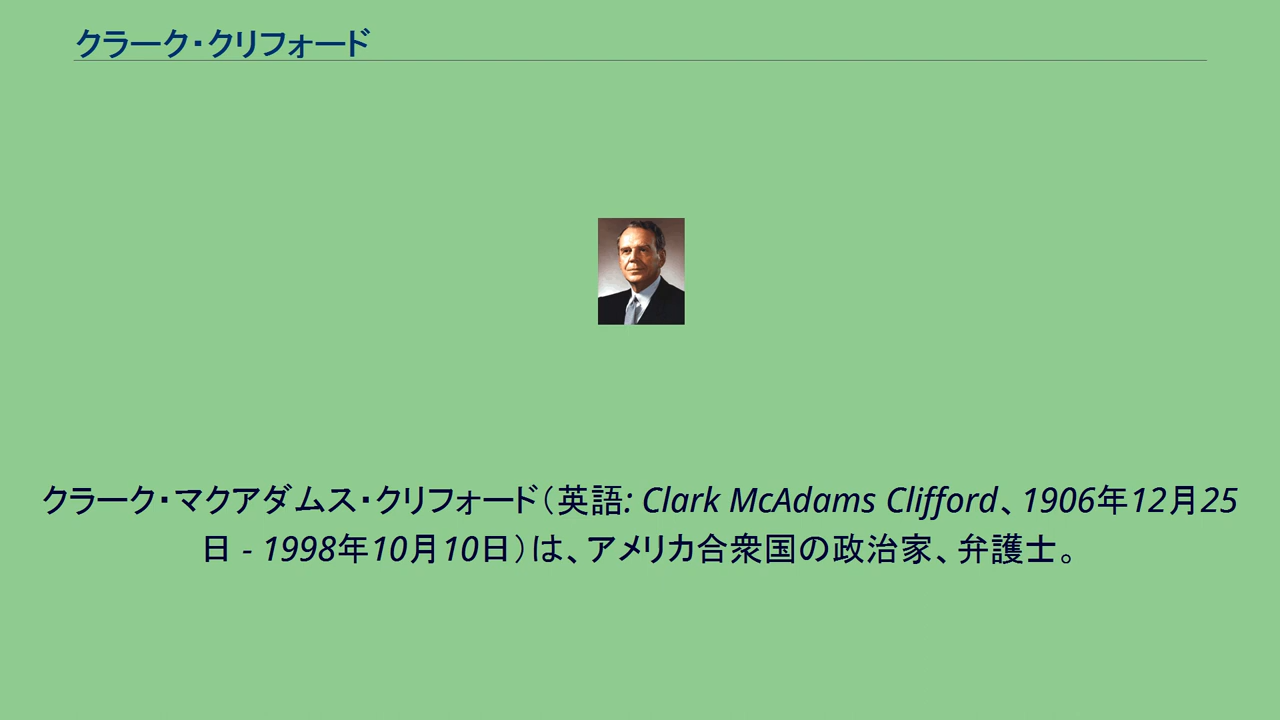 クラーク・クリフォード
クラーク・マクアダムス・クリフォード（英語: Clark McAdams Clifford、1906年12月25
日 - 1998年10月10日）は、アメリカ合衆国の政治家、弁護士。